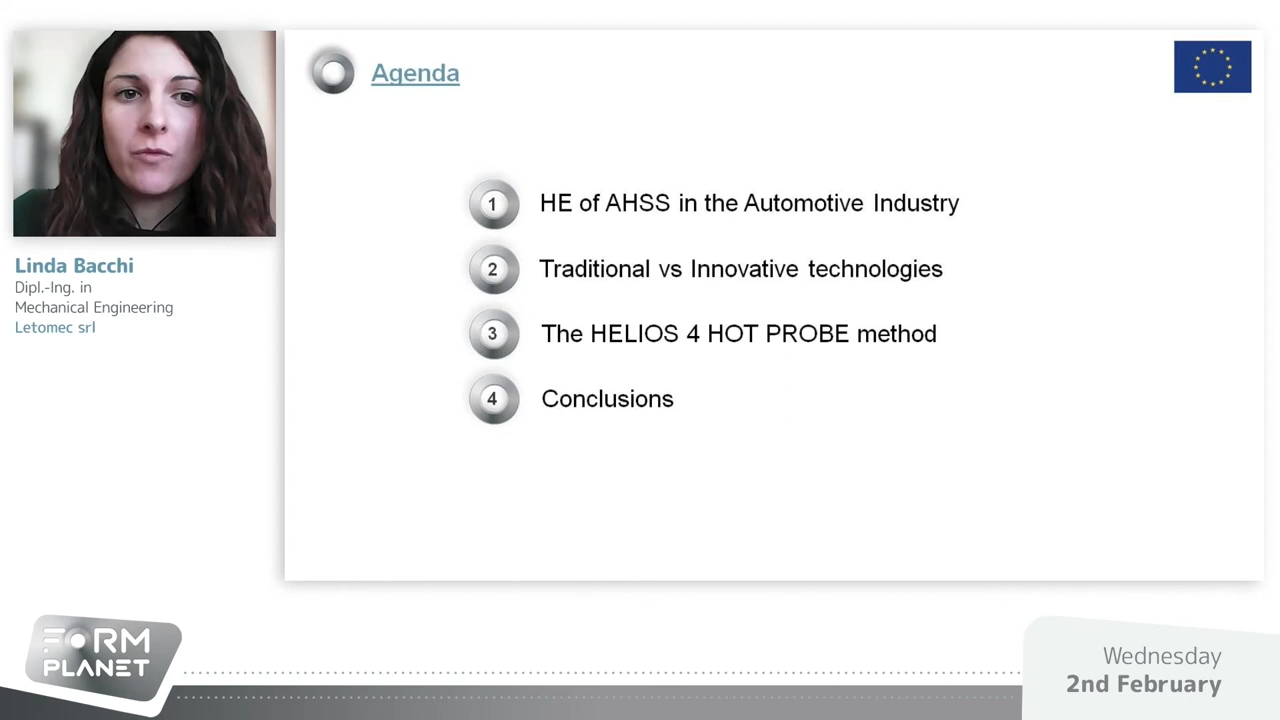 Agenda
1 HE of AHSS in the Automotive Industry
2 Traditional vs Innovative technologies
3 The HELIOS 4 HOT PROBE method
4 Conclusions
Linda Bacchi
Dipl.-Ing. in
Mechanical Engineering
Letomec srl
FORM
PLANET
Wednesday
2nd February